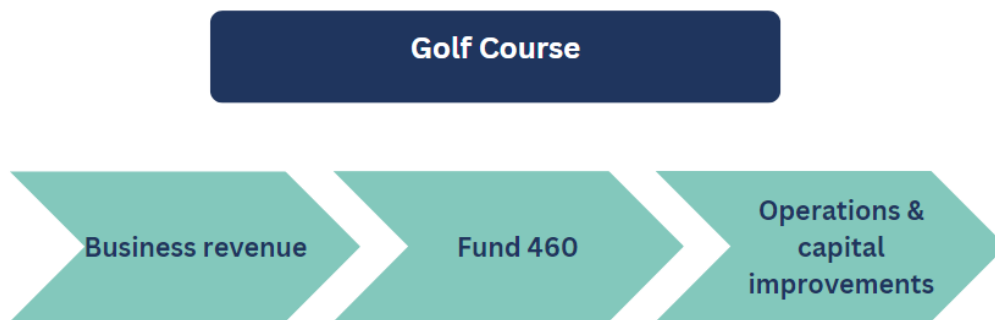 Golf Course
Business revenue
Fund 460
Operations &
capital
improvements